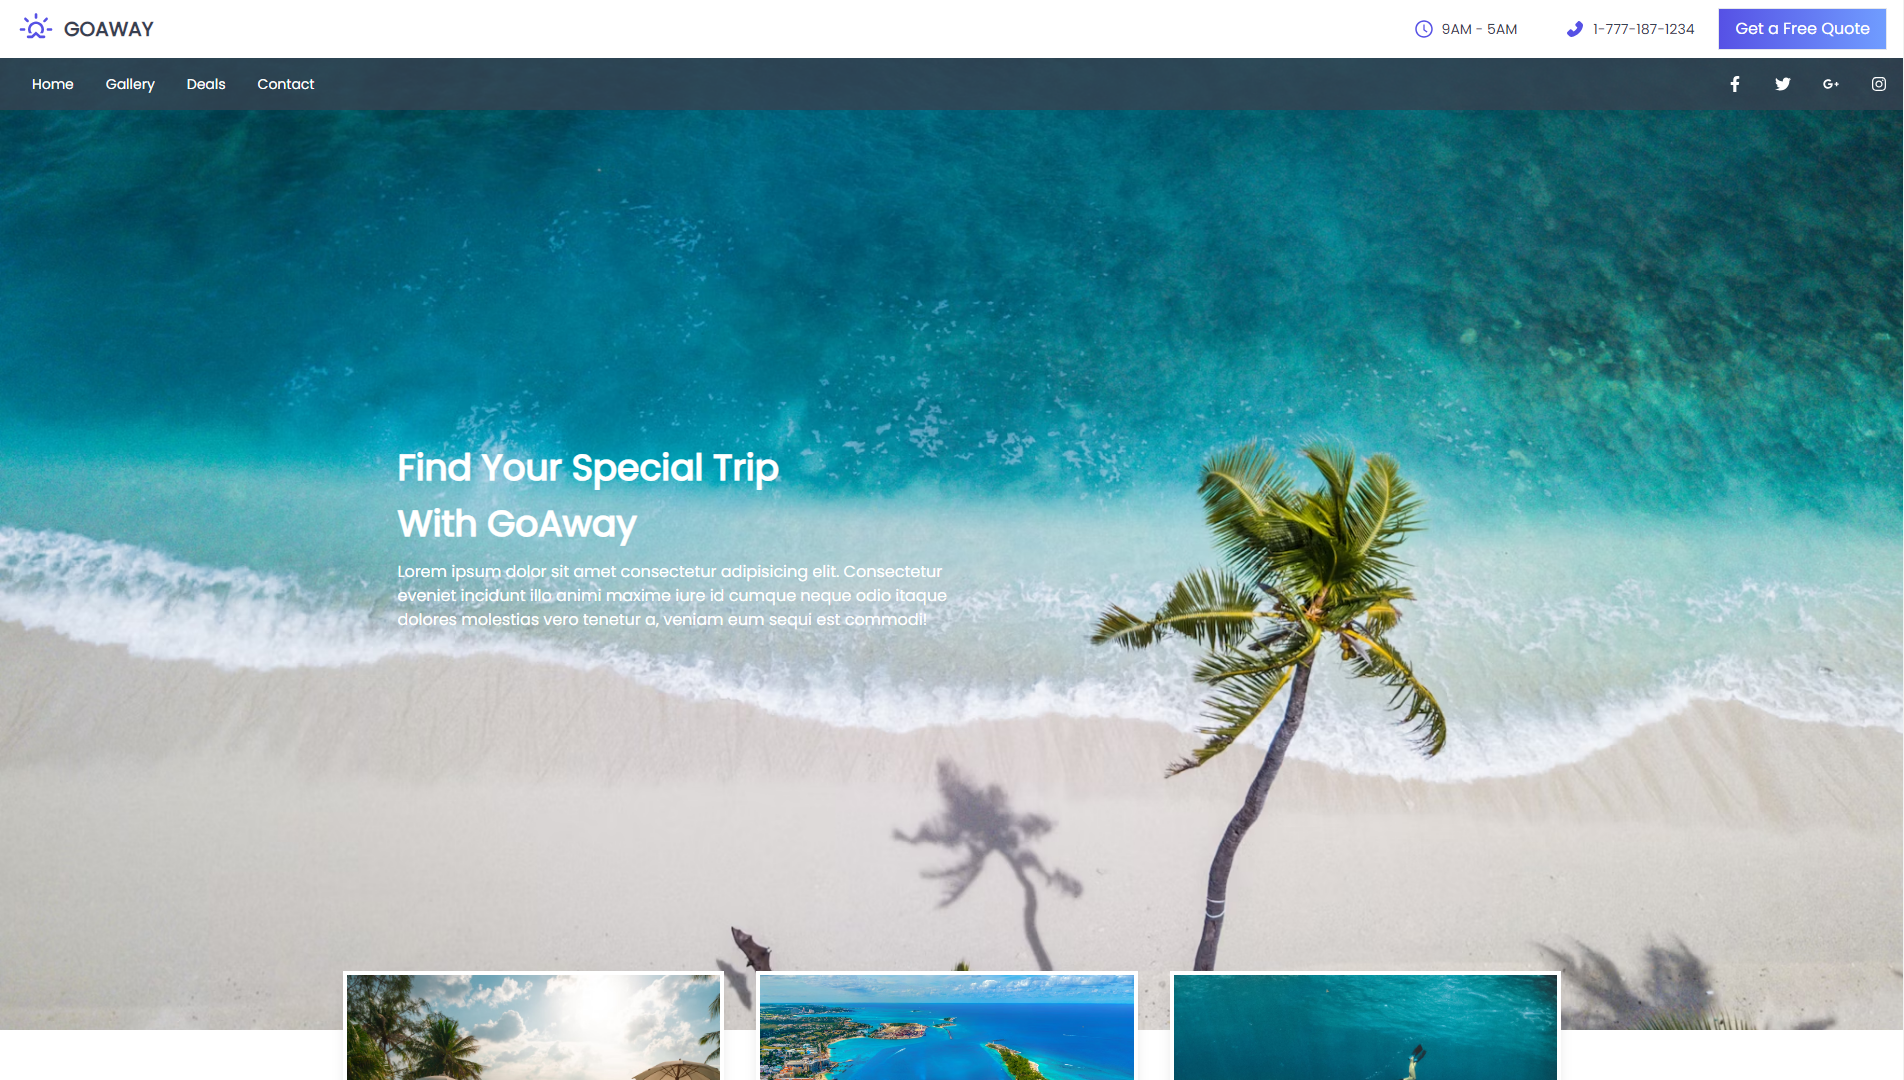 GOAWAY
9AM - 5AM
1-777-187-1234
Get a Free Quote
Home
Gallery
Deals
Contact
Find Your Special Trip
With GoAway
Lorem ipsum dolor sit amet consectetur adipisicing elit. Consectetur
eveniet incidunt illo animi maxime iure id cumque neque odio itaque
dolores molestias vero tenetur a, veniam eum sequi est commodi!